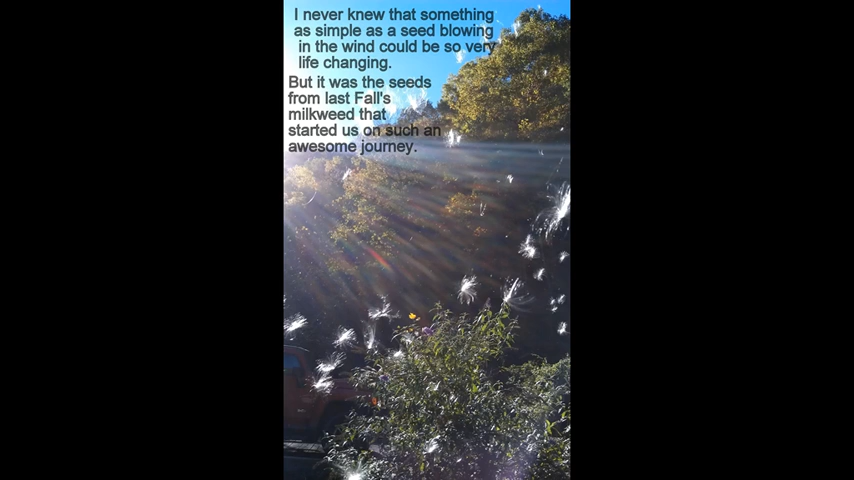 I never knew that something
as simple as a seed blowing
in the wind could be so very
life changing.
But it was the seeds
from last Fall's
milkweed that
started us on such an
awesome journey.